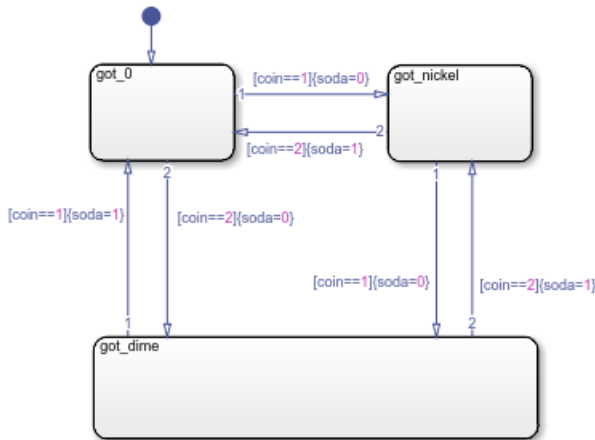 got_0
got_nickel
1
[coin==1]{soda=0}
2
[coin==2]{soda=1}
2
1
[coin==1]{soda=1}
[coin==2]{soda=0}
[coin==1]{soda=0}
[coin==2]{soda=1}
1
2
got_dime